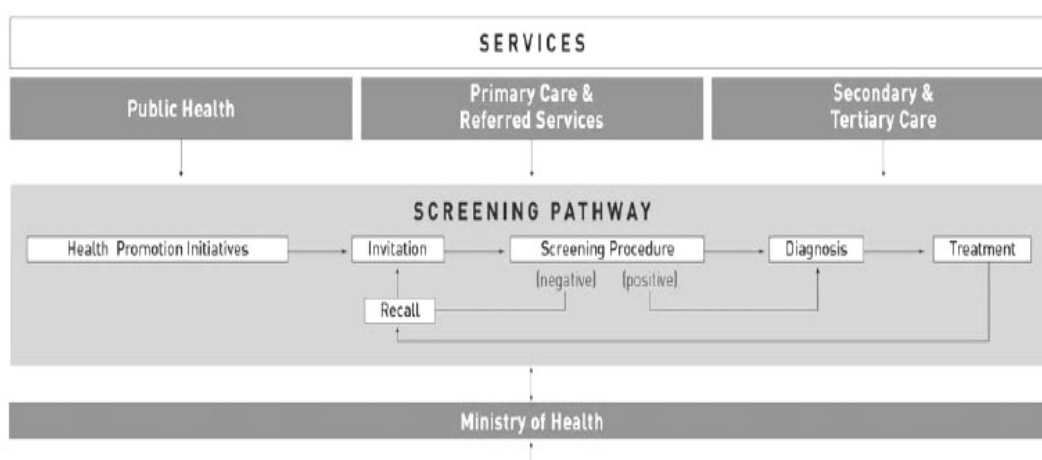 SERVICES
Public Health
Primary Care &
Referred Services
Secondary &
Tertiary Care
SCREENING PATHWAY
Health Promotion Initiatives
Invitation
Screening Procedure
Diagnosis
Treatment
(negative)
(positive)
Recall
Ministry of Health